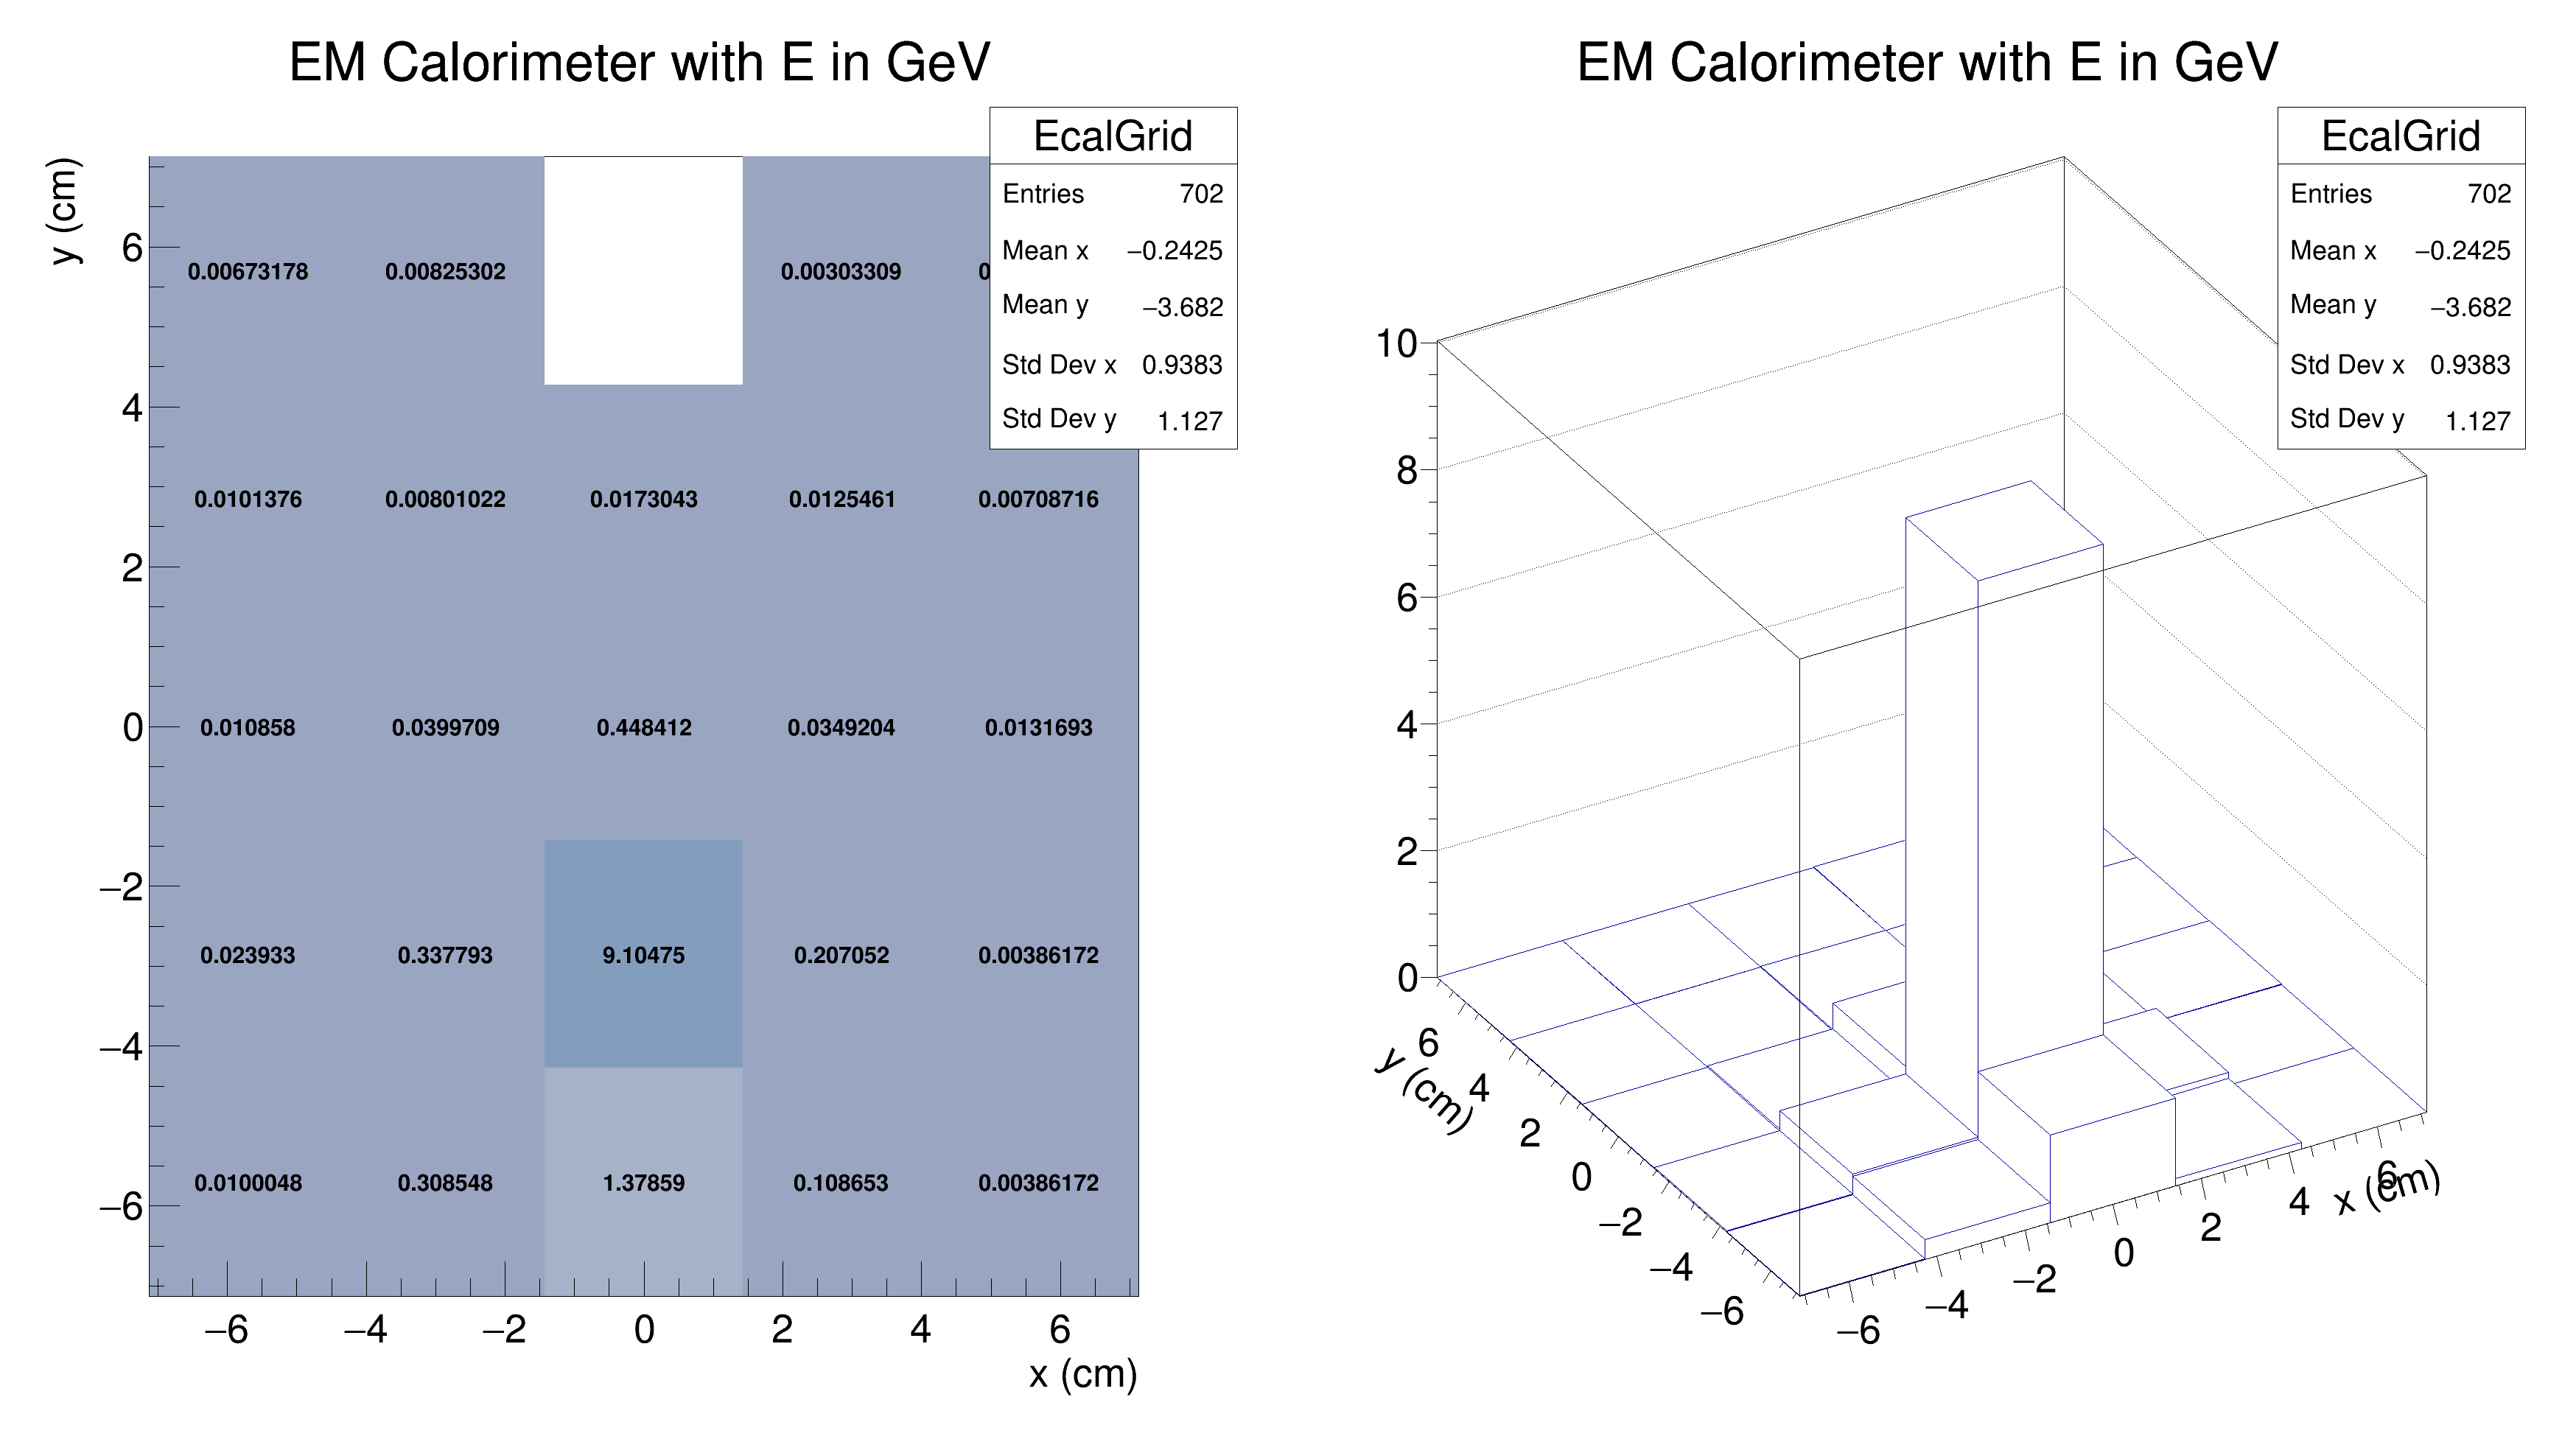 EM Calorimeter with E in GeV
EcalGrid
Entries 702
Mean x −0.2425
Mean y −3.682
Std Dev x 0.9383
Std Dev y 1.127
y (cm)
6
4
2
0
−2
−4
−6
0.00673178 0.00825302 0.00303309
0.0101376 0.00801022 0.0173043 0.0125461 0.00708716
0.010858 0.0399709 0.448412 0.0349204 0.0131693
0.023933 0.337793 9.10475 0.207052 0.00386172
0.0100048 0.308548 1.37859 0.108653 0.00386172
−6 −4 −2 0 2 4 6
x (cm)
EM Calorimeter with E in GeV
EcalGrid
Entries 702
Mean x −0.2425
Mean y −3.682
Std Dev x 0.9383
Std Dev y 1.127
10
8
6
4
2
0
6
4
2
0
−2
−4
−6
y (cm)
−6
−4
−2
0
2
4
6
x (cm)